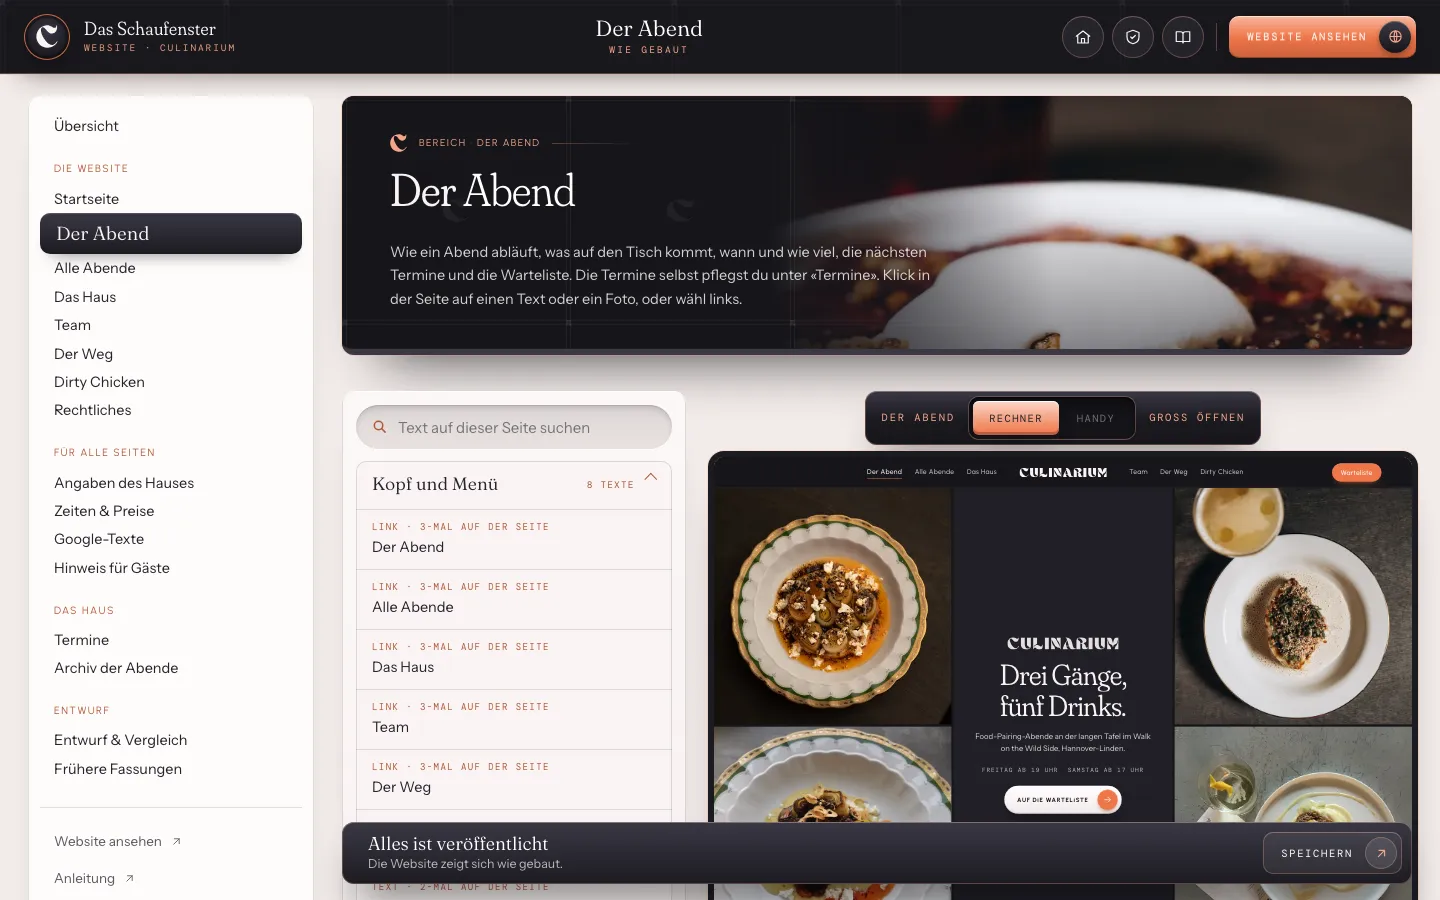 Das Schaufenster
WEBSITE · CULINARIUM
Der Abend
WIE GEBAUT
WEBSITE ANSEHEN
Übersicht
DIE WEBSITE
Startseite
Der Abend
Alle Abende
Das Haus
Team
Der Weg
Dirty Chicken
Rechtliches
FÜR ALLE SEITEN
Angaben des Hauses
Zeiten & Preise
Google-Texte
Hinweis für Gäste
DAS HAUS
Termine
Archiv der Abende
ENTWURF
Entwurf & Vergleich
Frühere Fassungen
Website ansehen
Anleitung
BEREICH · DER ABEND
Der Abend
Wie ein Abend abläuft, was auf den Tisch kommt, wann und wie viel, die nächsten
Termine und die Warteliste. Die Termine selbst pflegst du unter «Termine». Klick in
der Seite auf einen Text oder ein Foto, oder wähl links.
Text auf dieser Seite suchen
Kopf und Menü
8 TEXTE
LINK · 3-MAL AUF DER SEITE
Der Abend
LINK · 3-MAL AUF DER SEITE
Alle Abende
LINK · 3-MAL AUF DER SEITE
Das Haus
LINK · 3-MAL AUF DER SEITE
Team
LINK · 3-MAL AUF DER SEITE
Der Weg
TEXT · 2-MAL AUF DER SEITE
DER ABEND
RECHNER
HANDY
GROSS ÖFFNEN
Der Abend
Alle Abende
Das Haus
CULINARIUM
Team
Der Weg
Dirty Chicken
Warteliste
CULINARIUM
Drei Gänge,
fünf Drinks.
Food-Pairing-Abende an der langen Tafel im Walk
on the Wild Side, Hannover-Linden.
FREITAG AB 19 UHR SAMSTAG AB 17 UHR
AUF DIE WARTELISTE
Alles ist veröffentlicht
Die Website zeigt sich wie gebaut.
SPEICHERN